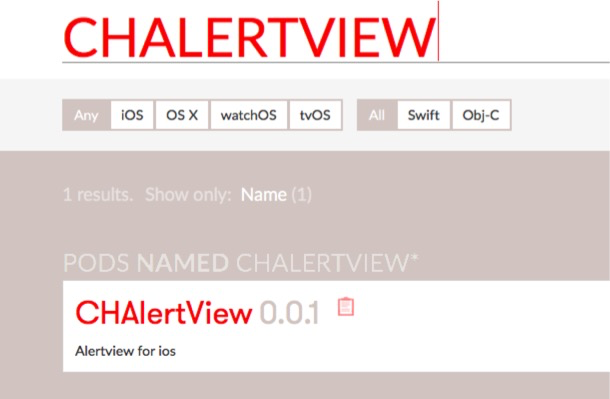 CHALERTVIEW
Any iOS OS X watchOS tvOS All Swift Obj-C
1 results. Show only: Name (1)
PODS NAMED CHALERTVIEW*
CHAlertView 0.0.1
Alertview for ios